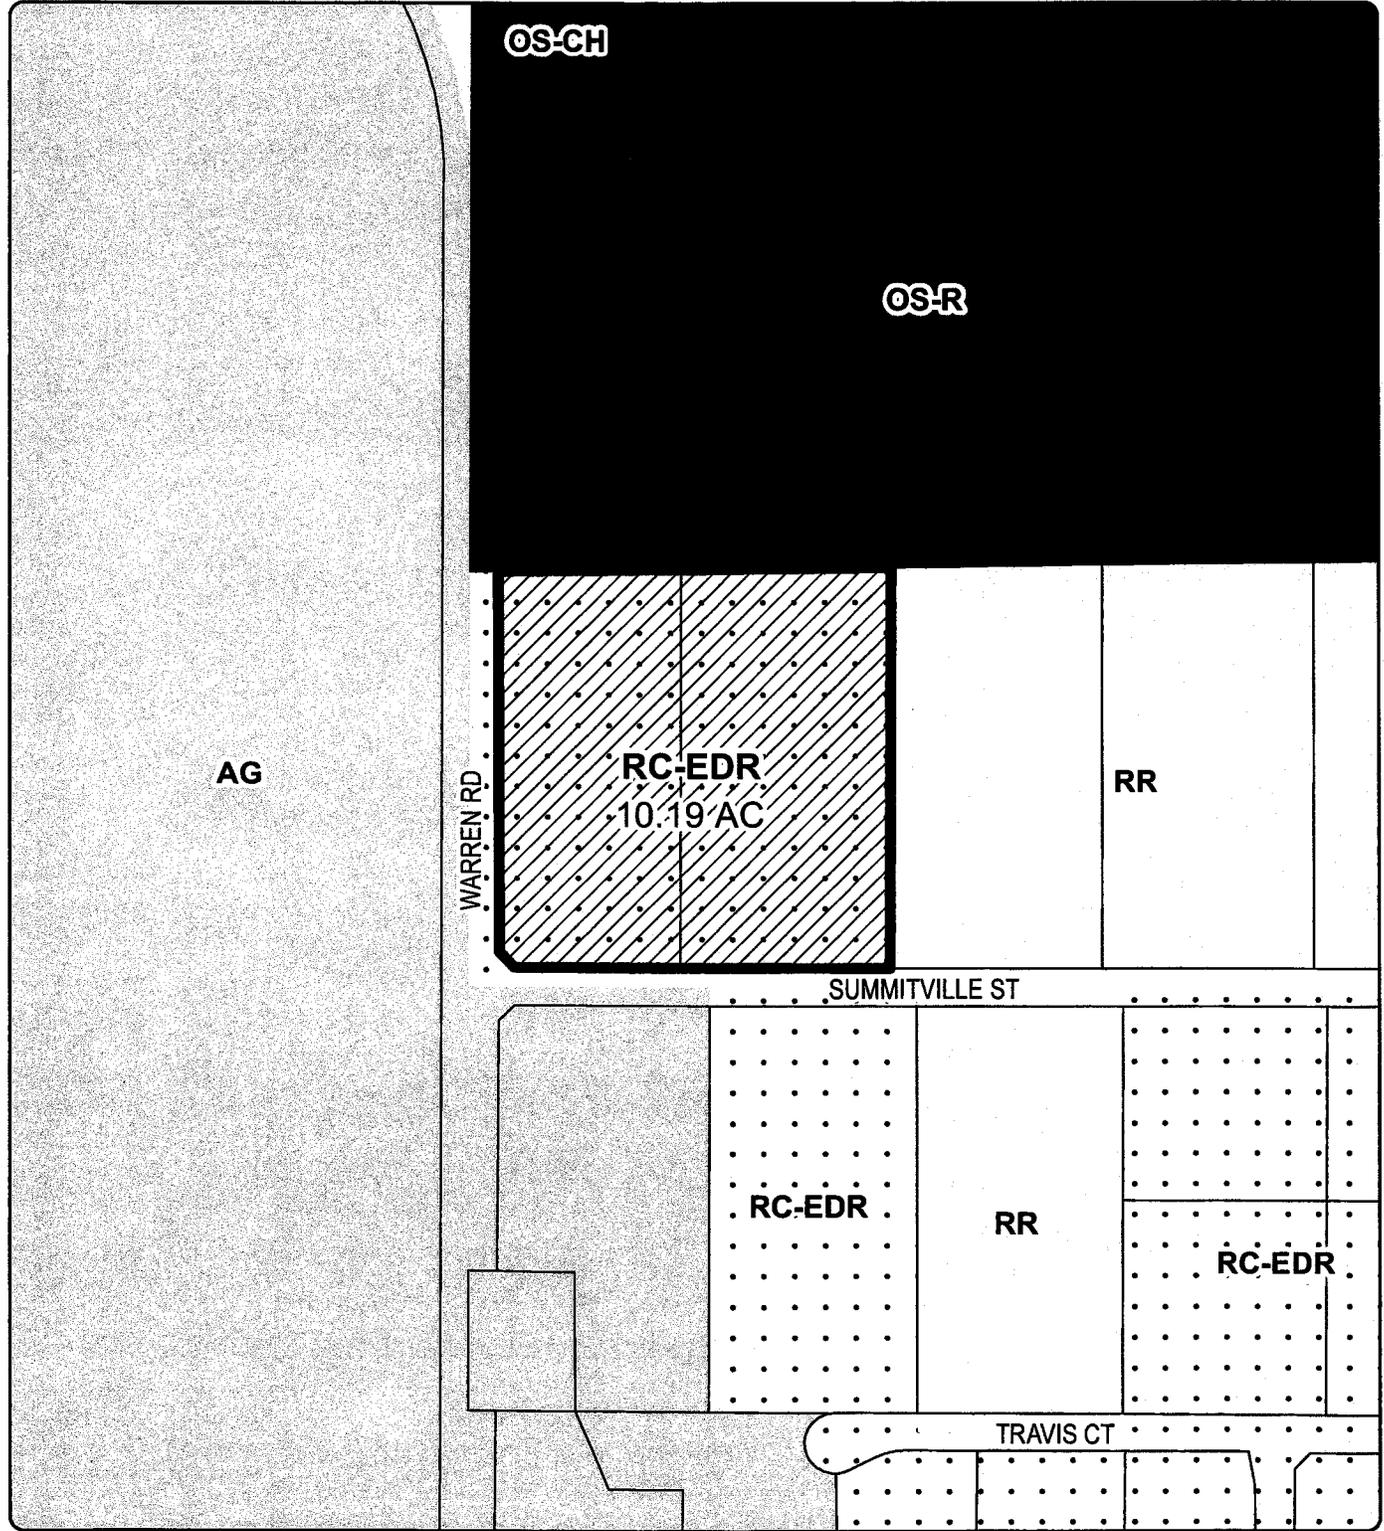 OS-CH
OS-R
AG
WARREN RD
RC-EDR
10.19 AC
RR
SUMMITVILLE ST
RC-EDR
RR
RC-EDR
TRAVIS CT